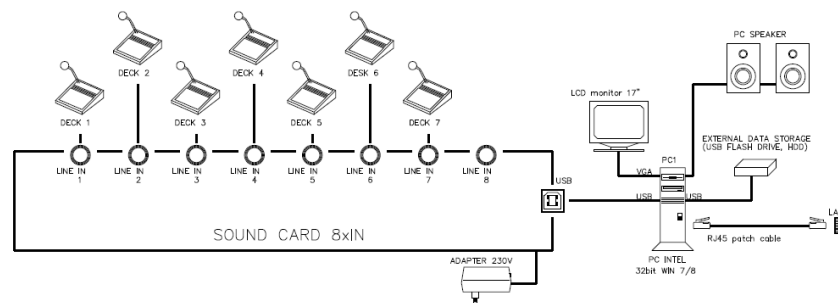 PC SPEAKER
DECK 2
DECK 4
DESK 6
LCD monitor 17"
DECK 1
DECK 3
DECK 5
DECK 7
EXTERNAL DATA STORAGE
(USB FLASH DRIVE, HDD)
PC1
VGA
LINE IN
1
LINE IN
2
LINE IN
3
LINE IN
4
LINE IN
5
LINE IN
6
LINE IN
7
LINE IN
8
USB
USB
USB
LA
SOUND CARD 8xIN
RJ45 patch cable
ADAPTER 230V
PC INTEL
32bit WIN 7/8